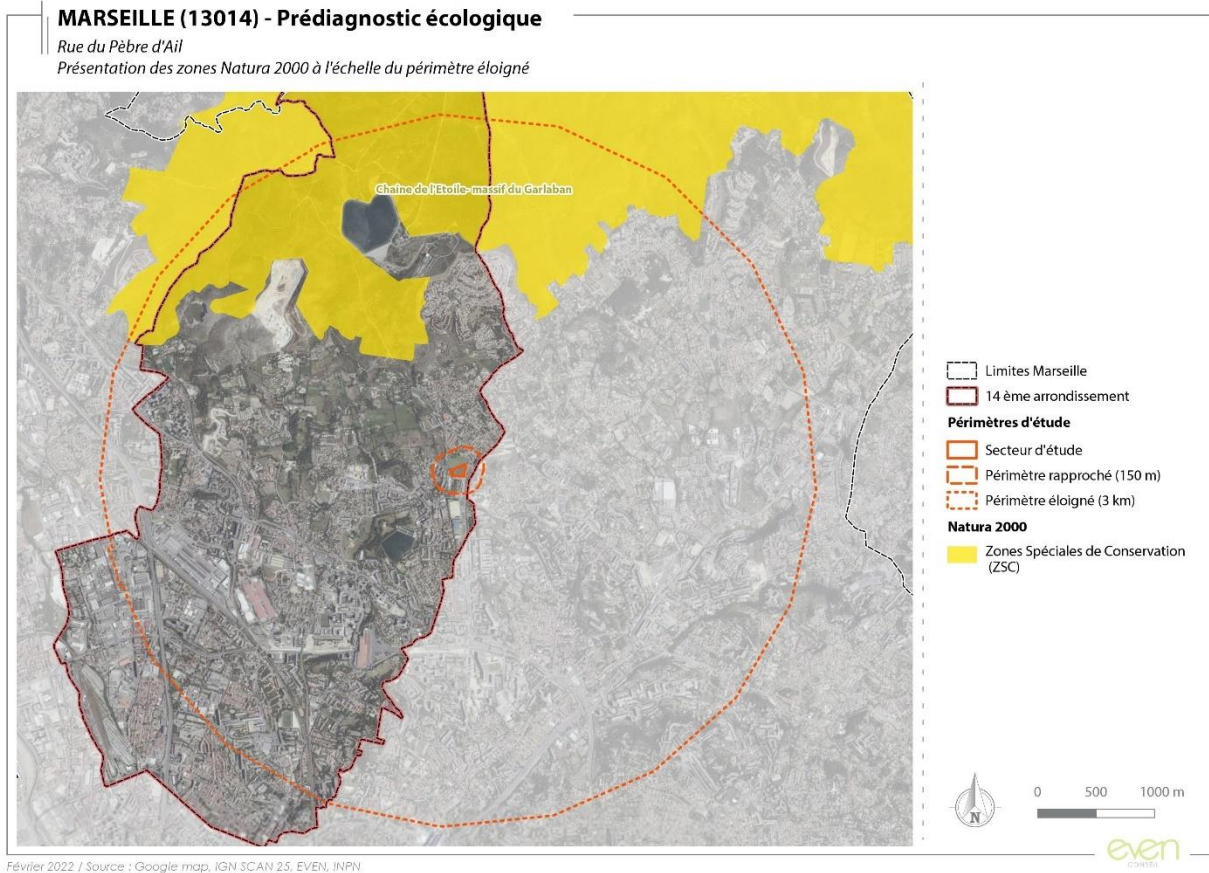 MARSEILLE (13014) - Prédiagnostic écologique
Rue du Pèbre d'Ail
Présentation des zones Natura 2000 à l'échelle du périmètre éloigné
Chaine de l'Etoile- massif du Garlaban
Limites Marseille
14 ème arrondissement
Périmètres d'étude
Secteur d'étude
Périmètre rapproché (150 m)
Périmètre éloigné (3 km)
Natura 2000
Zones Spéciales de Conservation
(ZSC)
N
0 500 1000 m
even
CONSEIL
Février 2022 / Source : Google map, IGN SCAN 25, EVEN, INPN